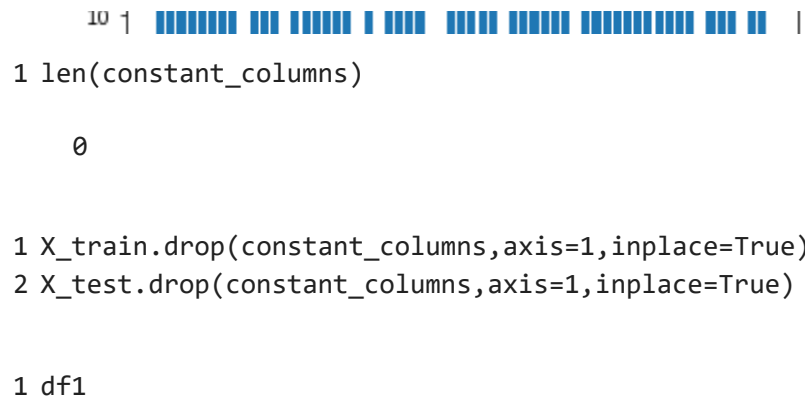 10
1 len(constant_columns)
0
1 X_train.drop(constant_columns,axis=1,inplace=True)
2 X_test.drop(constant_columns,axis=1,inplace=True)
1 df1